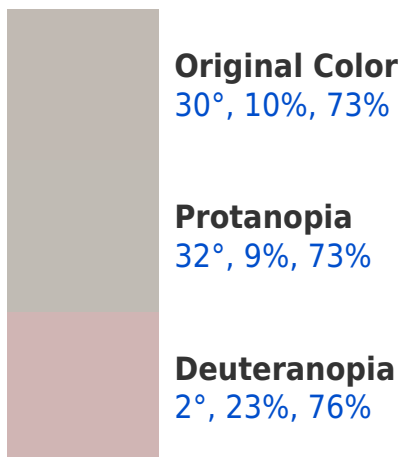 Original Color
30°, 10%, 73%
Protanopia
32°, 9%, 73%
Deuteranopia
2°, 23%, 76%